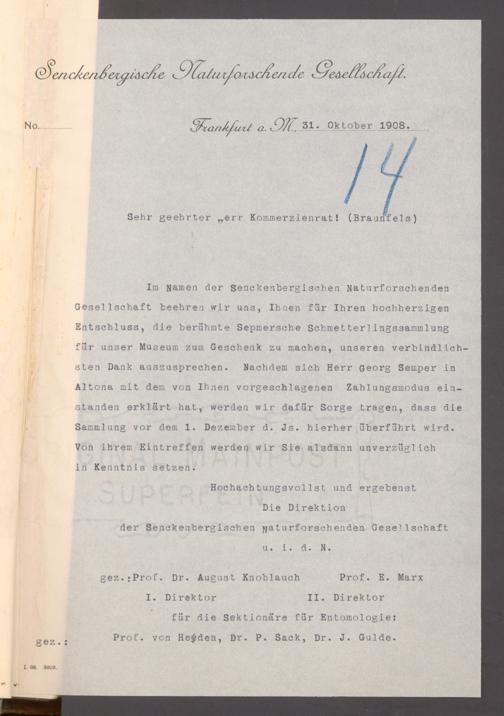 Senckenbergische Naturforschende Gesellschaft.
No.
Frankfurt a. M. 31. Oktober 1908.
14
Sehr geehrter „err Kommerzienrat! (Braunfels)
Im Namen der Senckenbergischen Naturforschenden
Gesellschaft beehren wir uns, Ihnen für Ihren hochherzigen
Entschluss, die berühmte Sepmersche Schmetterlingssammlung
für unser Museum zum Geschenk zu machen, unseren verbindlich-
sten Dank auszusprechen. Nachdem sich Herr Georg Semper in
Altona mit dem von Ihnen vorgeschlagenen Zahlungsmodus ein-
standen erklärt hat, werden wir dafür Sorge tragen, dass die
Sammlung vor dem 1. Dezember d. Js. hierher überführt wird.
Von ihrem Eintreffen werden wir Sie alsdann unverzüglich
in Kenntnis setzen.
Hochachtungsvollst und ergebenst
Die Direktion
der Senckenbergischen Naturforschenden Gesellschaft
u. i. d. N.
gez.:Prof. Dr. August Knoblauch Prof. E. Marx
I. Direktor II. Direktor
für die Sektionäre für Entomologie:
gez.: Prof. von Heyden, Dr. P. Sack, Dr. J. Gulde.
MAINPOST
SUPERFEIN